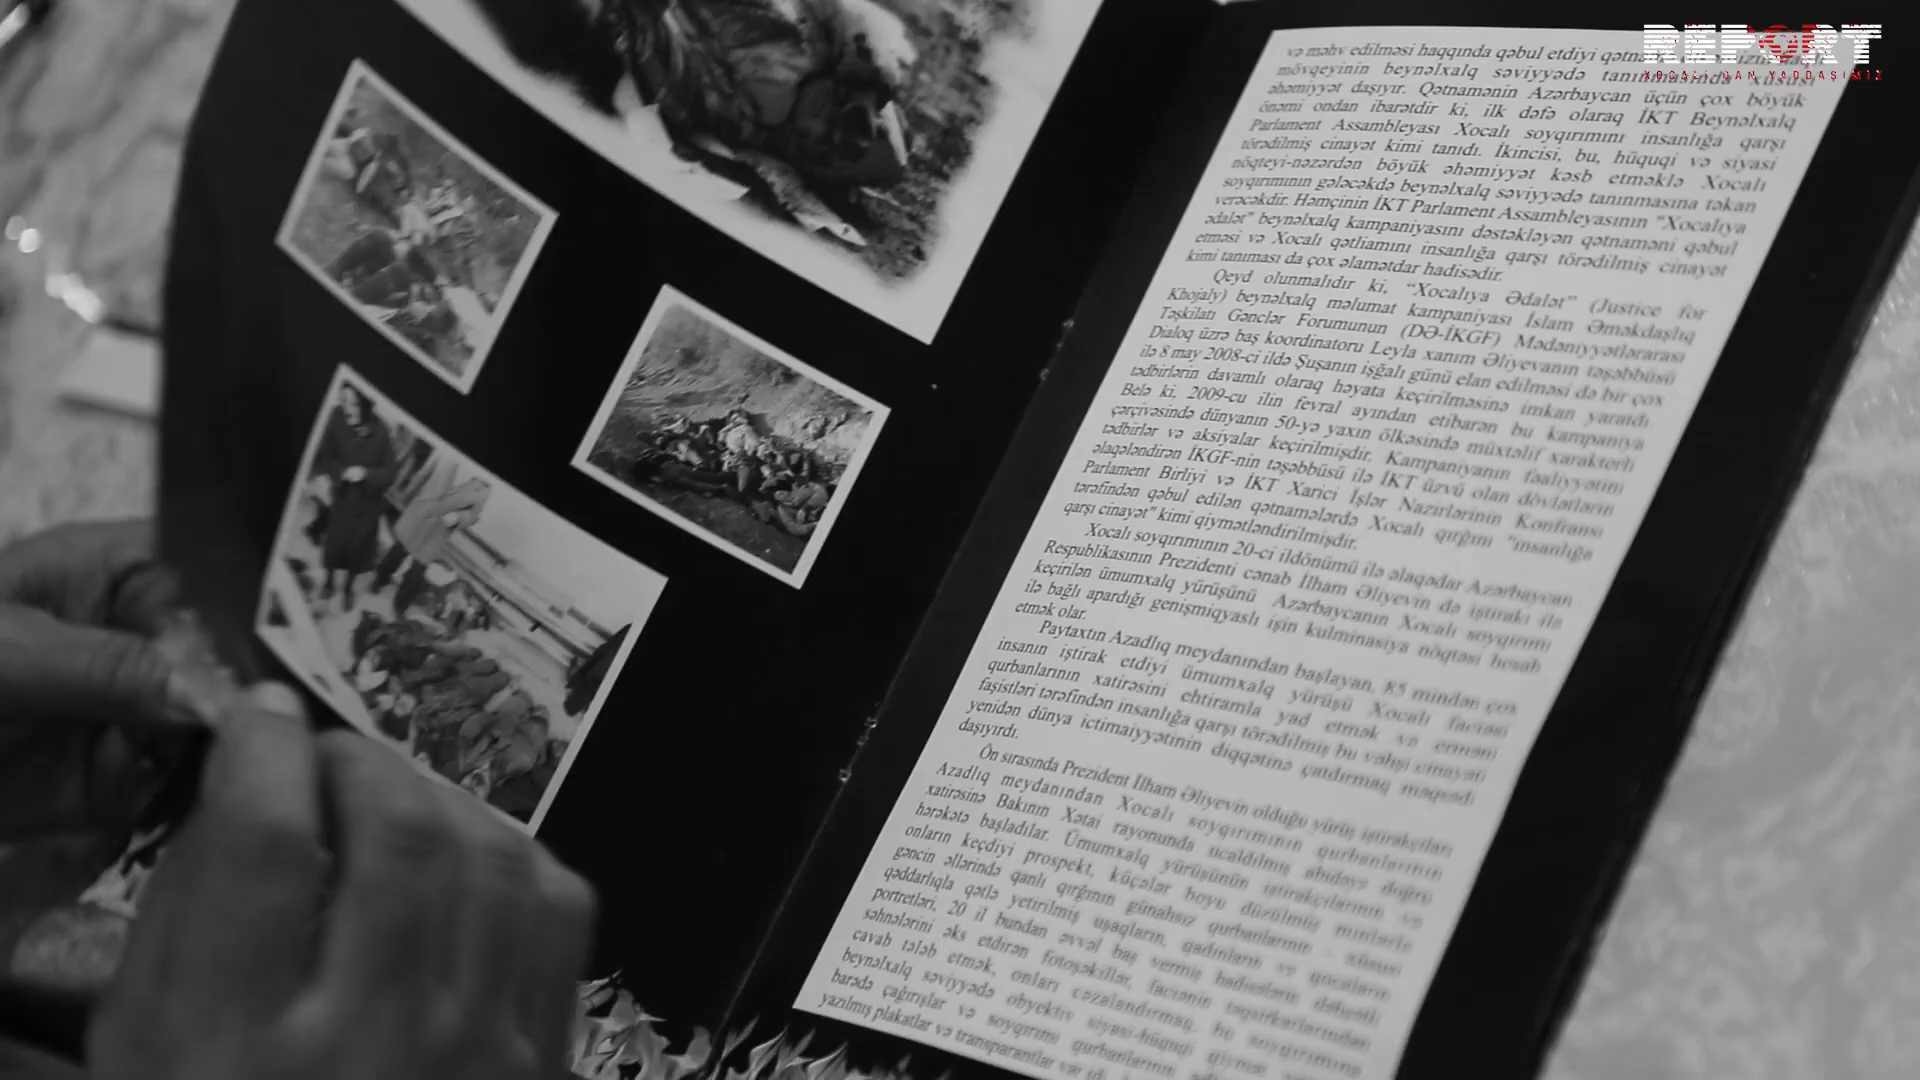 REPORT
XOCALIDAN YADDAŞIMIZ
və məhv edilməsi haqqında qəbul etdiyi
mövqeyinin beynəlxalq səviyyədə tanınmasında xüsusi
əhəmiyyət daşıyır. Qətnamənin Azərbaycan üçün çox böyük
önəmi ondan ibarətdir ki, ilk dəfə olaraq İKT Beynəlxalq
Parlament Assambleyası Xocalı soyqırımını insanlığa qarşı
törədilmiş cinayət kimi tanıdı. İkincisi, bu, hüquqi və siyasi
nöqteyi-nəzərdən böyük əhəmiyyət kəsb etməklə Xocalı
soyqırımının gələcəkdə beynəlxalq səviyyədə tanınmasına təkan
verəcəkdir. Həmçinin İKT Parlament Assambleyasının "Xocalıya
ədalət" beynəlxalq kampaniyasını dəstəkləyən qətnaməni qəbul
etməsi və Xocalı qətliamını insanlığa qarşı törədilmiş cinayət
kimi tanıması da çox əlamətdar hadisədir.
Qeyd olunmalıdır ki, "Xocalıya Ədalət" (Justice for
Khojaly) beynəlxalq məlumat kampaniyası İslam Əməkdaşlıq
Təşkilatı Gənclər Forumunun (DƏ-İKGF) Mədəniyyətlərarası
Dialoq üzrə baş koordinatoru Leyla xanım Əliyevanın təşəbbüsü
ilə 8 may 2008-ci ildə Şuşanın işğalı günü elan edilməsi də bir çox
tədbirlərin davamlı olaraq həyata keçirilməsinə imkan yaratdı.
Belə ki, 2009-cu ilin fevral ayından etibarən bu kampaniya
çərçivəsində dünyanın 50-yə yaxın ölkəsində müxtəlif xarakterli
tədbirlər və aksiyalar keçirilmişdir. Kampaniyanın fəaliyyətini
əlaqələndirən İKGF-nin təşəbbüsü ilə İKT üzvü olan dövlətlərin
Parlament Birliyi və İKT Xarici İşlər Nazirlərinin Konfransı
tərəfindən qəbul edilən qətnamələrdə Xocalı qırğını "insanlığa
qarşı cinayət" kimi qiymətləndirilmişdir.
Xocalı soyqırımının 20-ci ildönümü ilə əlaqədar Azərbaycan
Respublikasının Prezidenti cənab İlham Əliyevin də iştirakı ilə
keçirilən ümumxalq yürüşünü Azərbaycanın Xocalı soyqırımı
ilə bağlı apardığı genişmiqyaslı işin kulminasiya nöqtəsi hesab
etmək olar.
Paytaxtın Azadlıq meydanından başlayan, 85 mindən çox
insanın iştirak etdiyi ümumxalq yürüşü Xocalı faciəsi
qurbanlarının xatirəsini ehtiramla yad etmək və erməni
faşistləri tərəfindən insanlığa qarşı törədilmiş bu vəhşi cinayəti
yenidən dünya ictimaiyyətinin diqqətinə çatdırmaq məqsədi
daşıyırdı.
Ön sırasında Prezident İlham Əliyevin olduğu yürüş iştirakçıları
Azadlıq meydanından Xocalı soyqırımının qurbanlarının
xatirəsinə Bakının Xətai rayonunda ucaldılmış abidəyə doğru
hərəkətə başladılar. Ümumxalq yürüşünün iştirakçılarının və
onların keçdiyi prospekt, küçələr boyu düzülmüş minlərlə
gəncin əllərində qanlı qırğının günahsız qurbanlarının - xüsusi
qəddarlıqla qətlə yetirilmiş uşaqların, qadınların və qocaların
portretləri, 20 il bundan əvvəl baş vermiş hadisələrin dəhşətli
səhnələrini əks etdirən fotoşəkillər, faciənin təqsirkarlarından
cavab tələb etmək, onları cəzalandırmaq, bu soyqırımına
beynəlxalq səviyyədə obyektiv siyasi-hüquqi qiymət
barədə çağırışlar və soyqırımı qurbanlarının
yazılmış plakatlar və transparantlar var idi.